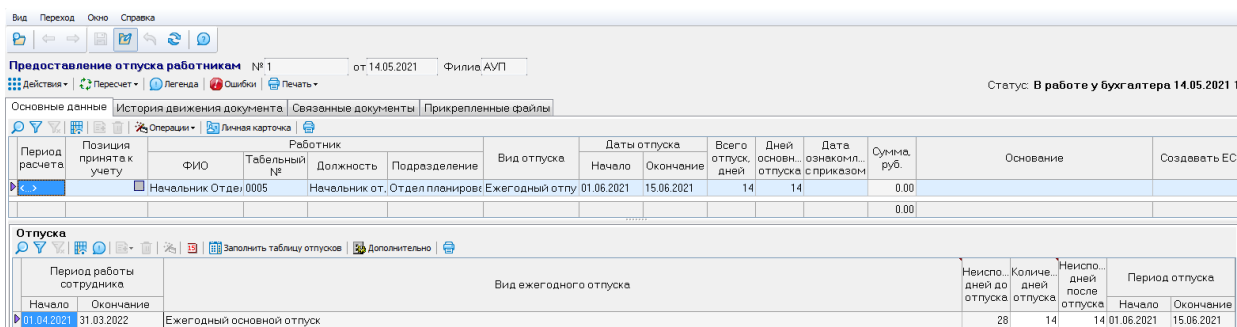 Вид Переход Окно Справка
Предоставление отпуска работникам № 1 от 14.05.2021 Филиа АУП
Действия Пересчет Легенда Ошибки Печать Статус: В работе у бухгалтера 14.05.2021 1
Основные данные История движения документа Связанные документы Прикрепленные файлы
Операции Личная карточка
Период расчета Позиция принята к учету Работник Вид отпуска Даты отпуска Всего отпуск, дней Дней основн... отпуска Дата ознакомл... с приказом Сумма, руб. Основание Создавать ЕС
ФИО Табельный № Должность Подразделение Начало Окончание
<..> Начальник Отде 0005 Начальник от, Отдел планиров Ежегодный отпу 01.06.2021 15.06.2021 14 14 0.00
0.00
Отпуска
15 Заполнить таблицу отпусков Дополнительно
Период работы сотрудника Вид ежегодного отпуска Неиспо... дней до отпуска Количе... дней отпуска Неиспо... дней после отпуска Период отпуска
Начало Окончание Начало Окончание
01.04.2021 31.03.2022 Ежегодный основной отпуск 28 14 14 01.06.2021 15.06.2021